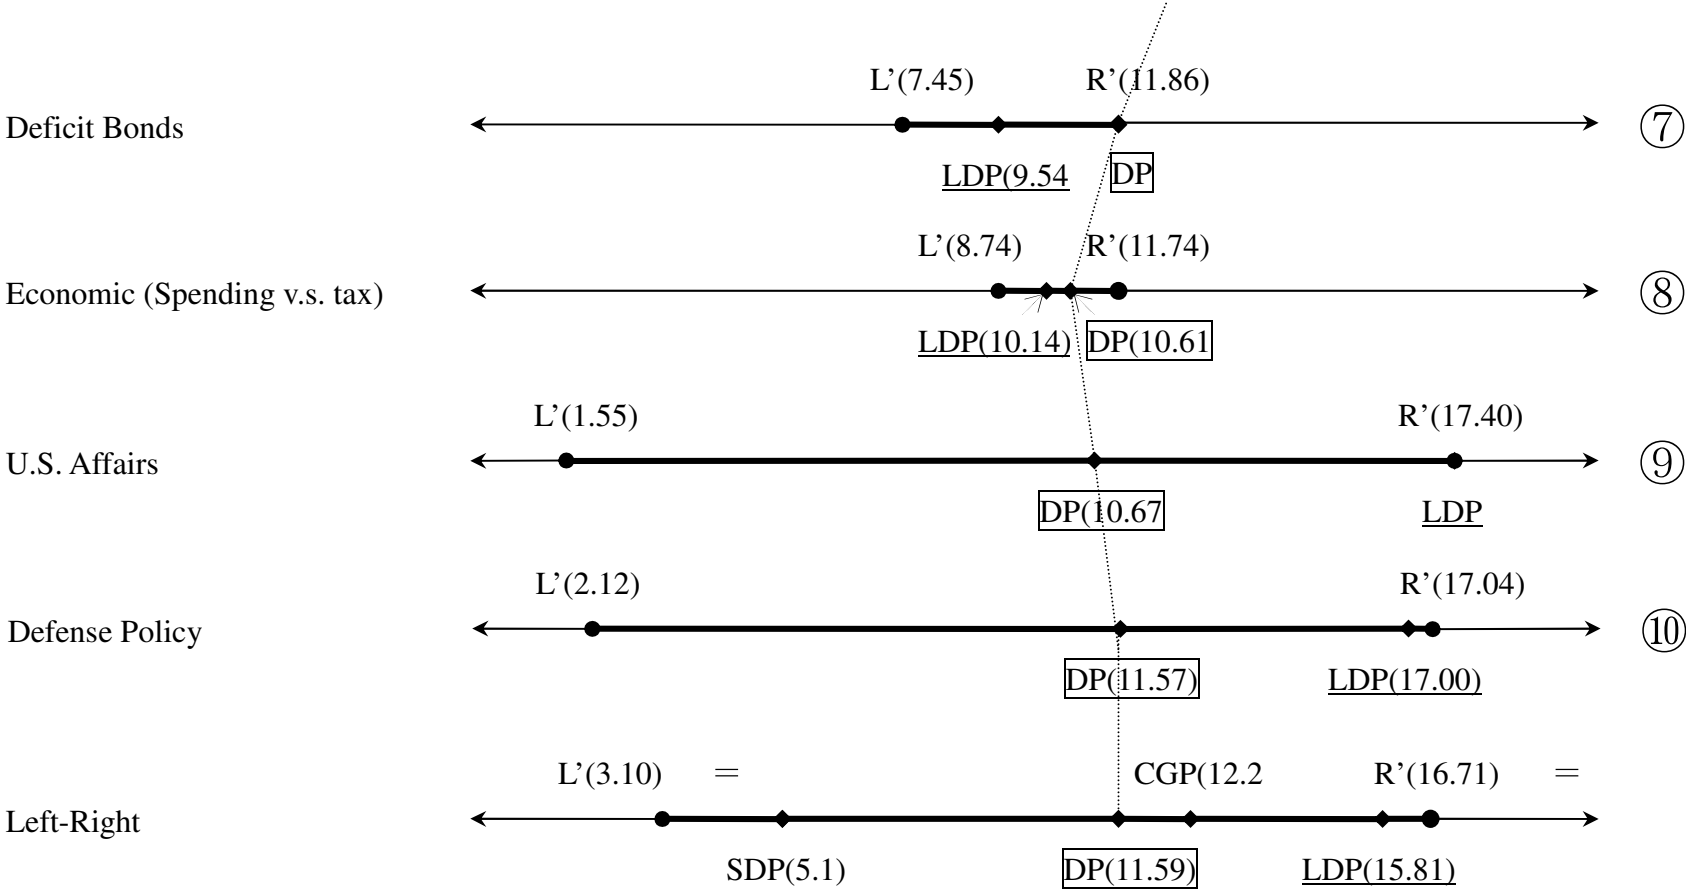 L’(7.45) R’(11.86)
Deficit Bonds ⑦
LDP(9.54 DP
L’(8.74) R’(11.74)
Economic (Spending v.s. tax) ⑧
LDP(10.14) DP(10.61
L’(1.55) R’(17.40)
U.S. Affairs ⑨
DP(10.67 LDP
L’(2.12) R’(17.04)
Defense Policy ⑩
DP(11.57) LDP(17.00)
L’(3.10) = CGP(12.2 R’(16.71) =
Left-Right
SDP(5.1) DP(11.59) LDP(15.81)